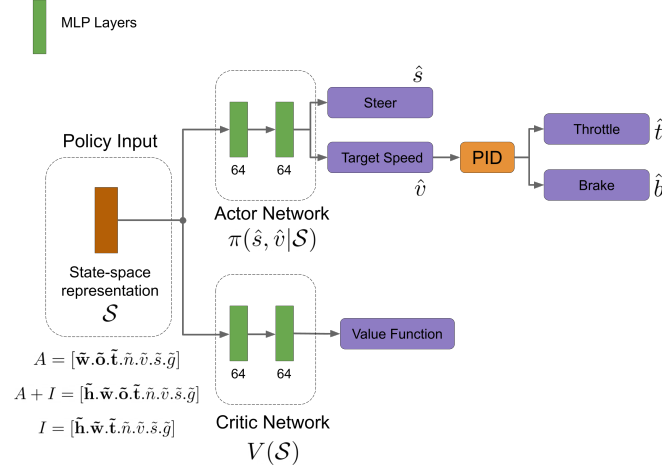 MLP Layers
Policy Input
State-space
representation
𝒮
A = [w̃.õ.t̃.ñ.ṽ.s̃.g̃]
A + I = [h̃.w̃.õ.t̃.ñ.ṽ.s̃.g̃]
I = [h̃.w̃.t̃.ñ.ṽ.s̃.g̃]
64
64
Actor Network
π(ŝ, v̂|𝒮)
ŝ
Steer
Target Speed
v̂
PID
Throttle
t̂
Brake
b̂
64
64
Critic Network
V(𝒮)
Value Function